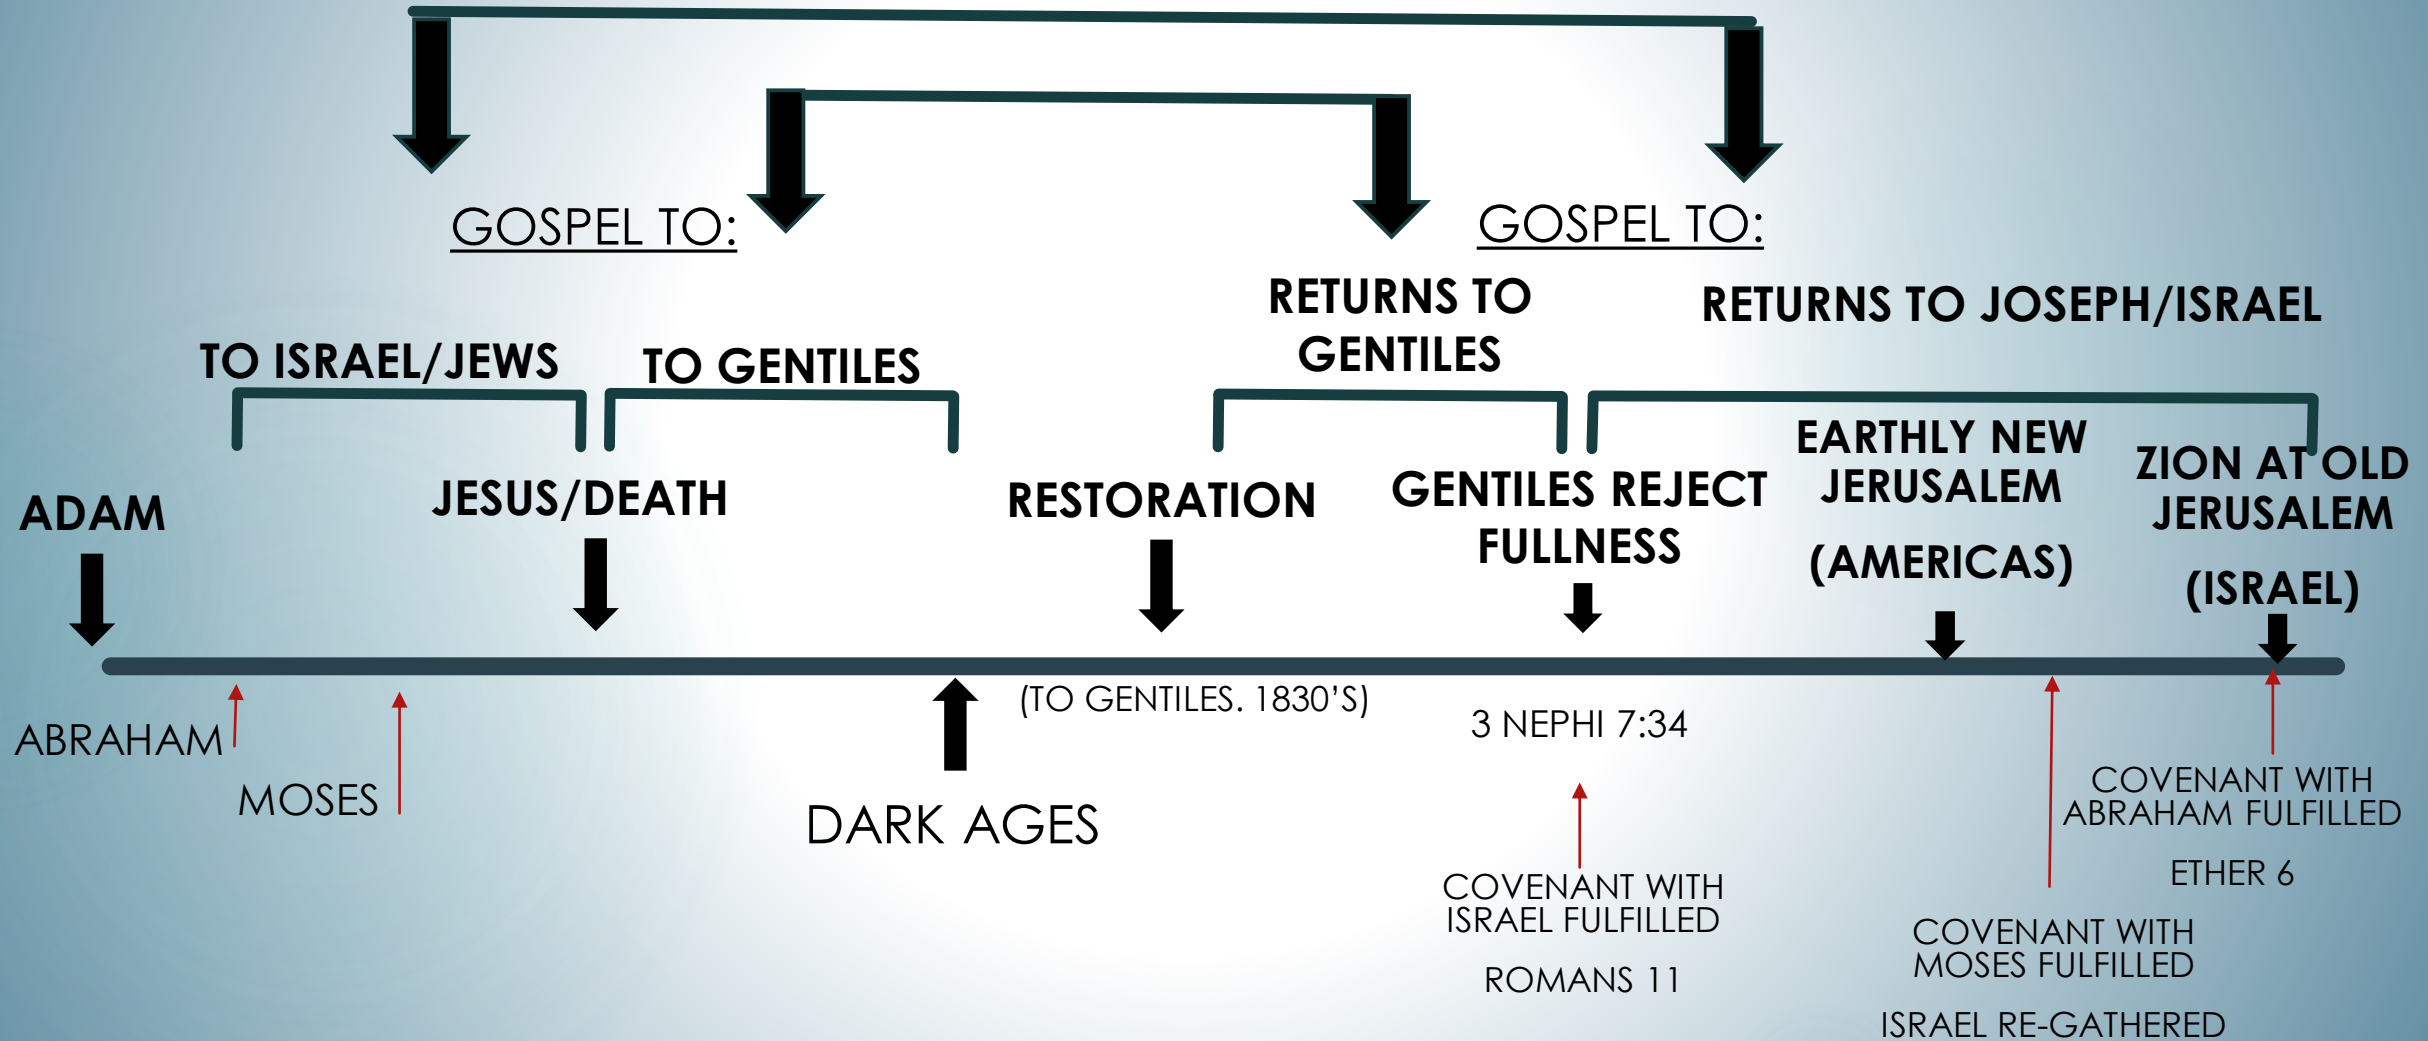 GOSPEL TO:
GOSPEL TO:
RETURNS TO
GENTILES
RETURNS TO JOSEPH/ISRAEL
TO ISRAEL/JEWS
TO GENTILES
ADAM
JESUS/DEATH
RESTORATION
GENTILES REJECT
FULLNESS
EARTHLY NEW
JERUSALEM
(AMERICAS)
ZION AT OLD
JERUSALEM
(ISRAEL)
ABRAHAM
MOSES
DARK AGES
(TO GENTILES. 1830’S)
3 NEPHI 7:34
COVENANT WITH
ISRAEL FULFILLED
ROMANS 11
COVENANT WITH
MOSES FULFILLED
ISRAEL RE-GATHERED
COVENANT WITH
ABRAHAM FULFILLED
ETHER 6